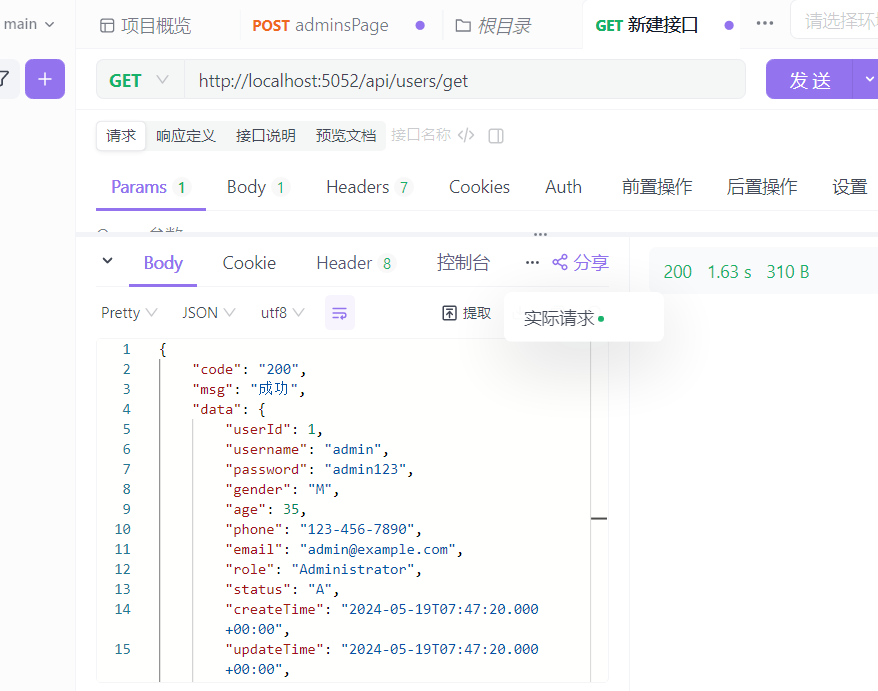 main 项目概览 POST adminsPage 根目录 GET 新建接口 ••• 请选择环
+ GET http://localhost:5052/api/users/get 发 送
请求 响应定义 接口说明 预览文档 接口名称 </>
Params 1 Body 1 Headers 7 Cookies Auth 前置操作 后置操作 设置
Body Cookie Header 8 控制台 ••• 分享 200 1.63 s 310 B
Pretty JSON utf8 提取 实际请求
1 {
2 "code": "200",
3 "msg": "成功",
4 "data": {
5 "userId": 1,
6 "username": "admin",
7 "password": "admin123",
8 "gender": "M",
9 "age": 35,
10 "phone": "123-456-7890",
11 "email": "admin@example.com",
12 "role": "Administrator",
13 "status": "A",
14 "createTime": "2024-05-19T07:47:20.000
+00:00",
15 "updateTime": "2024-05-19T07:47:20.000
+00:00",